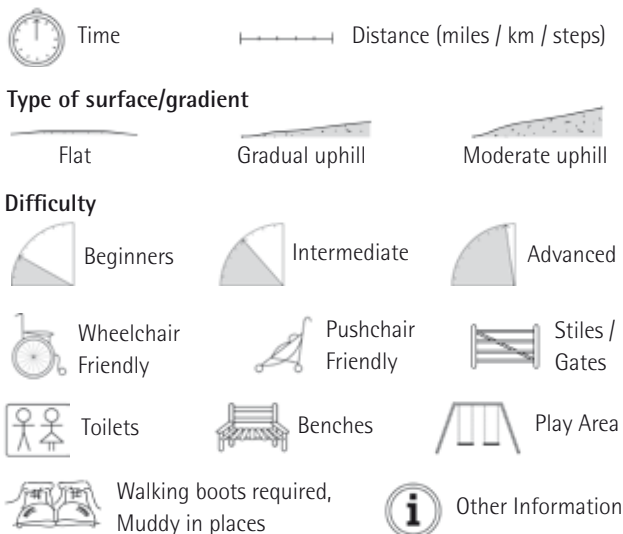 Time
Distance (miles / km / steps)
Type of surface/gradient
Flat
Gradual uphill
Moderate uphill
Difficulty
Beginners
Intermediate
Advanced
Wheelchair
Friendly
Pushchair
Friendly
Stiles /
Gates
Toilets
Benches
Play Area
Walking boots required,
Muddy in places
i
Other Information